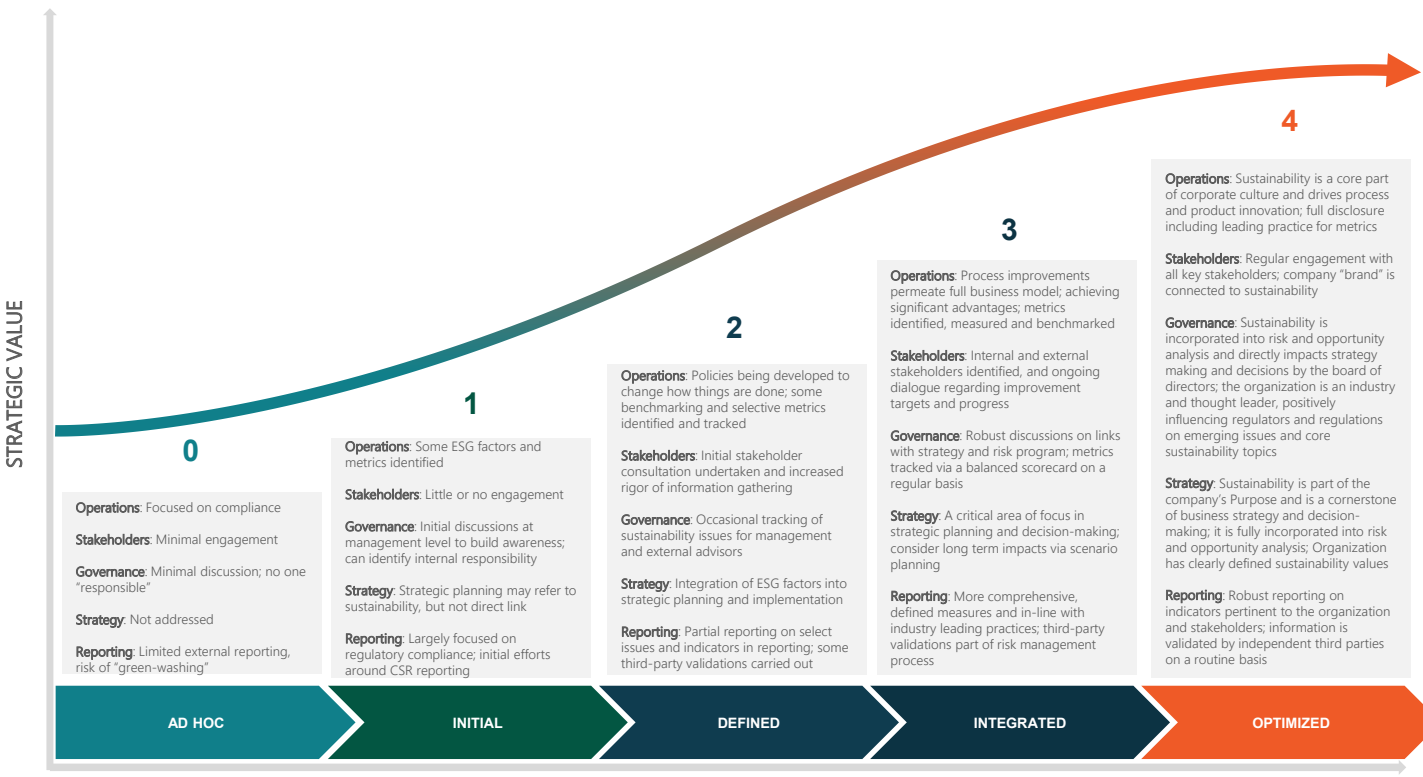 STRATEGIC VALUE
0
Operations: Focused on compliance
Stakeholders: Minimal engagement
Governance: Minimal discussion; no one
“responsible”
Strategy: Not addressed
Reporting: Limited external reporting,
risk of “green-washing”
AD HOC
1
Operations: Some ESG factors and
metrics identified
Stakeholders: Little or no engagement
Governance: Initial discussions at
management level to build awareness;
can identify internal responsibility
Strategy: Strategic planning may refer to
sustainability, but not direct link
Reporting: Largely focused on
regulatory compliance; initial efforts
around CSR reporting
INITIAL
2
Operations: Policies being developed to
change how things are done; some
benchmarking and selective metrics
identified and tracked
Stakeholders: Initial stakeholder
consultation undertaken and increased
rigor of information gathering
Governance: Occasional tracking of
sustainability issues for management
and external advisors
Strategy: Integration of ESG factors into
strategic planning and implementation
Reporting: Partial reporting on select
issues and indicators in reporting; some
third-party validations carried out
DEFINED
3
Operations: Process improvements
permeate full business model; achieving
significant advantages; metrics
identified, measured and benchmarked
Stakeholders: Internal and external
stakeholders identified, and ongoing
dialogue regarding improvement
targets and progress
Governance: Robust discussions on links
with strategy and risk program; metrics
tracked via a balanced scorecard on a
regular basis
Strategy: A critical area of focus in
strategic planning and decision-making;
consider long term impacts via scenario
planning
Reporting: More comprehensive,
defined measures and in-line with
industry leading practices; third-party
validations part of risk management
process
INTEGRATED
4
Operations: Sustainability is a core part
of corporate culture and drives process
and product innovation; full disclosure
including leading practice for metrics
Stakeholders: Regular engagement with
all key stakeholders; company “brand” is
connected to sustainability
Governance: Sustainability is
incorporated into risk and opportunity
analysis and directly impacts strategy
making and decisions by the board of
directors; the organization is an industry
and thought leader, positively
influencing regulators and regulations
on emerging issues and core
sustainability topics
Strategy: Sustainability is part of the
company’s Purpose and is a cornerstone
of business strategy and decision-
making; it is fully incorporated into risk
and opportunity analysis; Organization
has clearly defined sustainability values
Reporting: Robust reporting on
indicators pertinent to the organization
and stakeholders; information is
validated by independent third parties
on a routine basis
OPTIMIZED